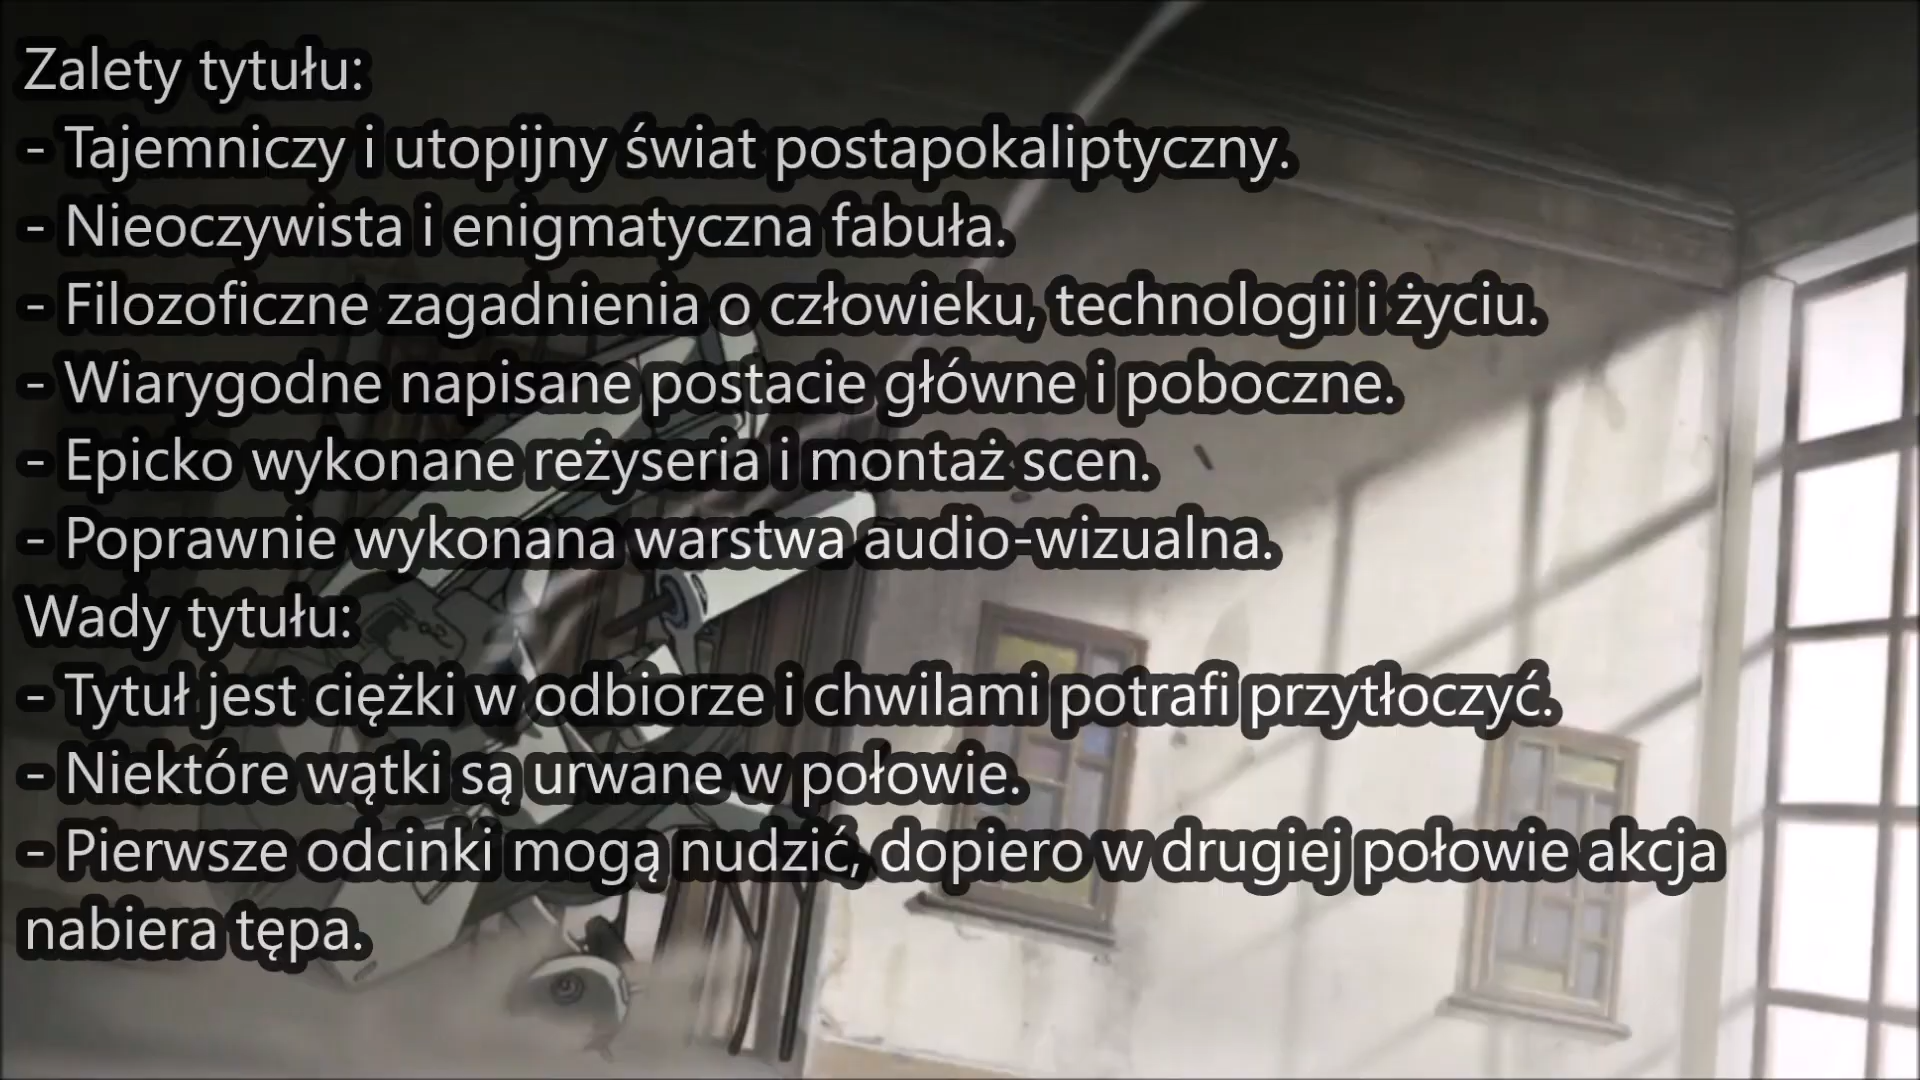 Zalety tytułu:
- Tajemniczy i utopijny świat postapokaliptyczny.
- Nieoczywista i enigmatyczna fabuła.
- Filozoficzne zagadnienia o człowieku, technologii i życiu.
- Wiarygodne napisane postacie główne i poboczne.
- Epicko wykonane reżyseria i montaż scen.
- Poprawnie wykonana warstwa audio-wizualna.
Wady tytułu:
- Tytuł jest ciężki w odbiorze i chwilami potrafi przytłoczyć.
- Niektóre wątki są urwane w połowie.
- Pierwsze odcinki mogą nudzić, dopiero w drugiej połowie akcja
nabiera tępa.